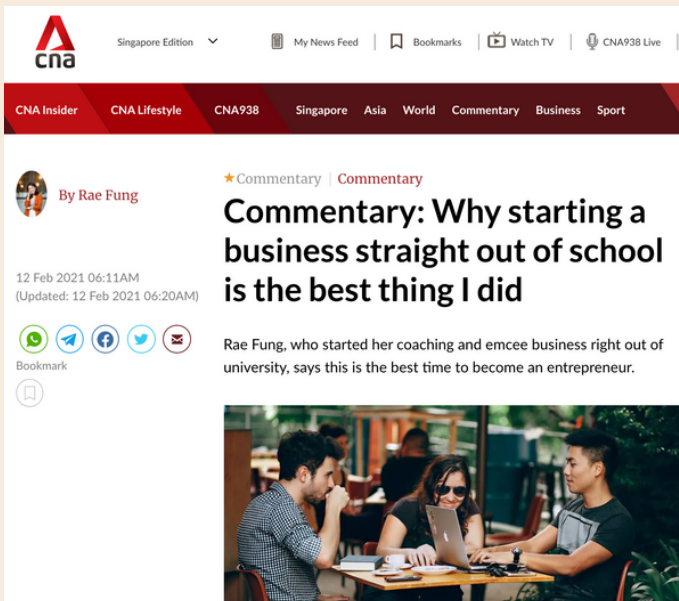 cna
Singapore Edition
My News Feed
Bookmarks
Watch TV
CNA938 Live
CNA Insider
CNA Lifestyle
CNA938
Singapore
Asia
World
Commentary
Business
Sport
By Rae Fung
12 Feb 2021 06:11AM
(Updated: 12 Feb 2021 06:20AM)
Bookmark
Commentary | Commentary
Commentary: Why starting a
business straight out of school
is the best thing I did
Rae Fung, who started her coaching and emcee business right out of
university, says this is the best time to become an entrepreneur.